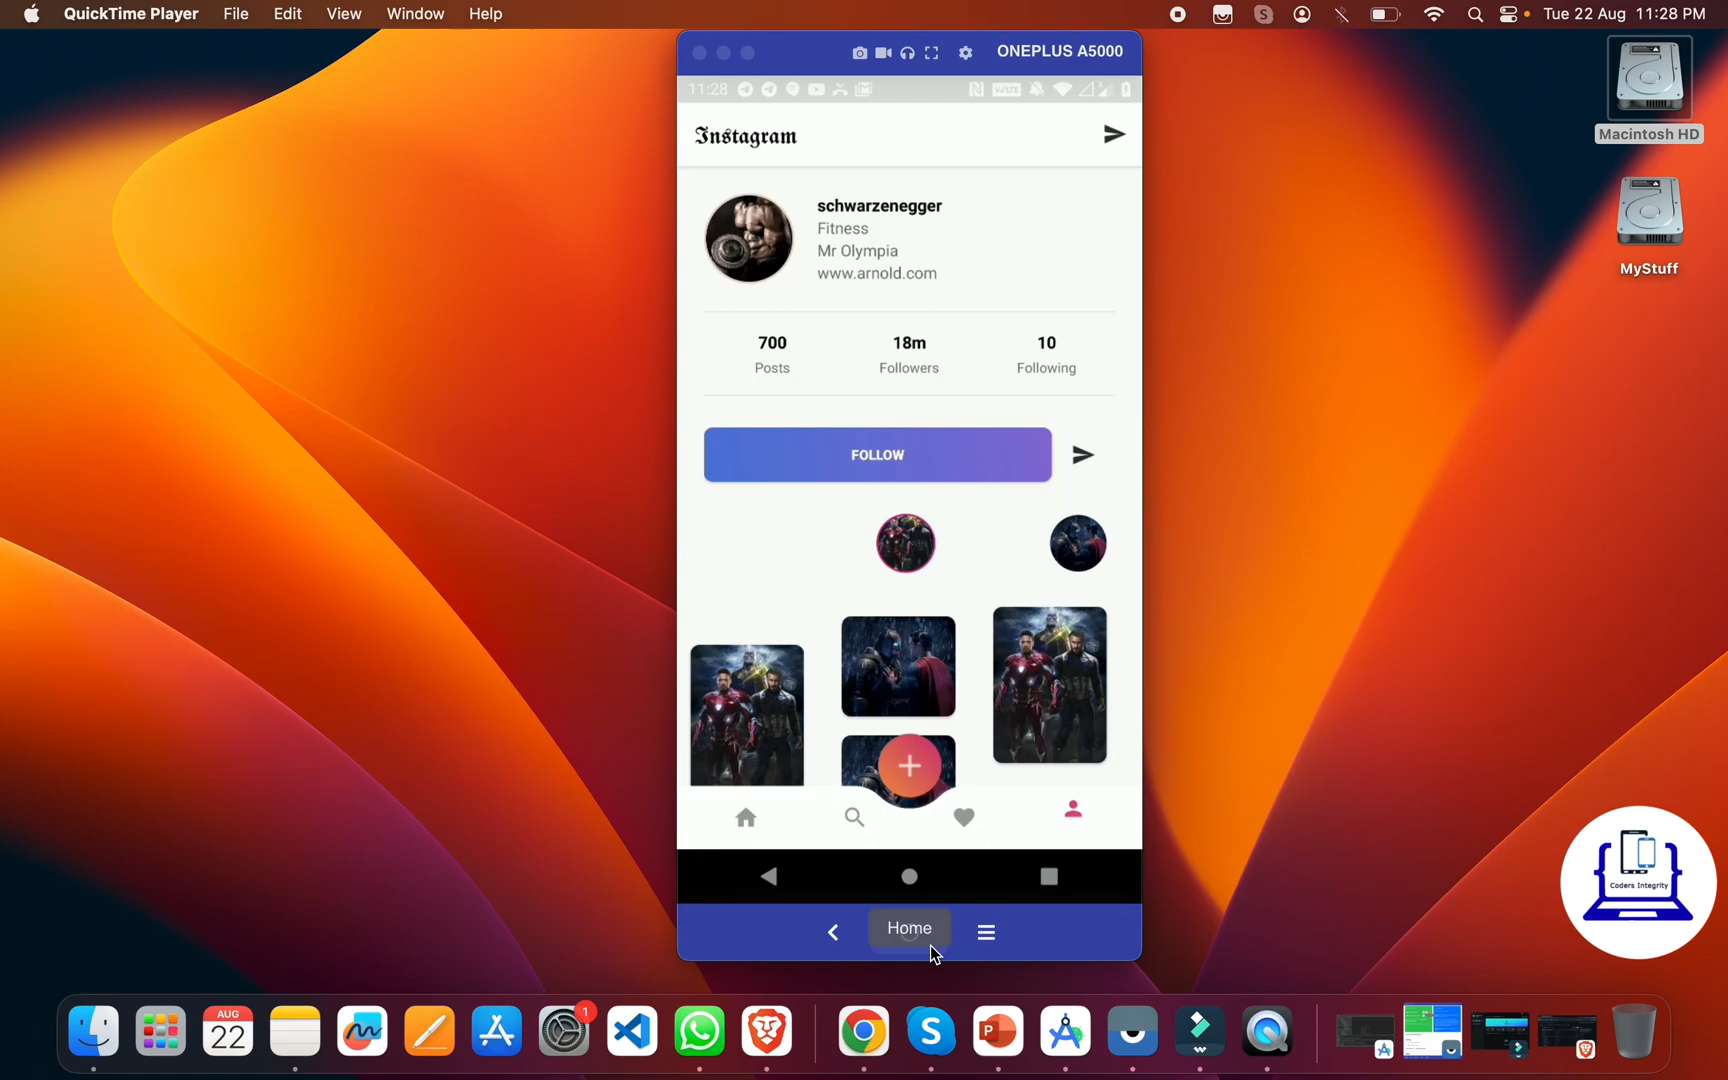 QuickTime Player File Edit View Window Help
Tue 22 Aug 11:28 PM
ONEPLUS A5000
11:28
VoLTE
Instagram
schwarzenegger
Fitness
Mr Olympia
www.arnold.com
700 18m 10
Posts Followers Following
FOLLOW
Home
Macintosh HD
MyStuff
Coders Integrity
AUG
22
1